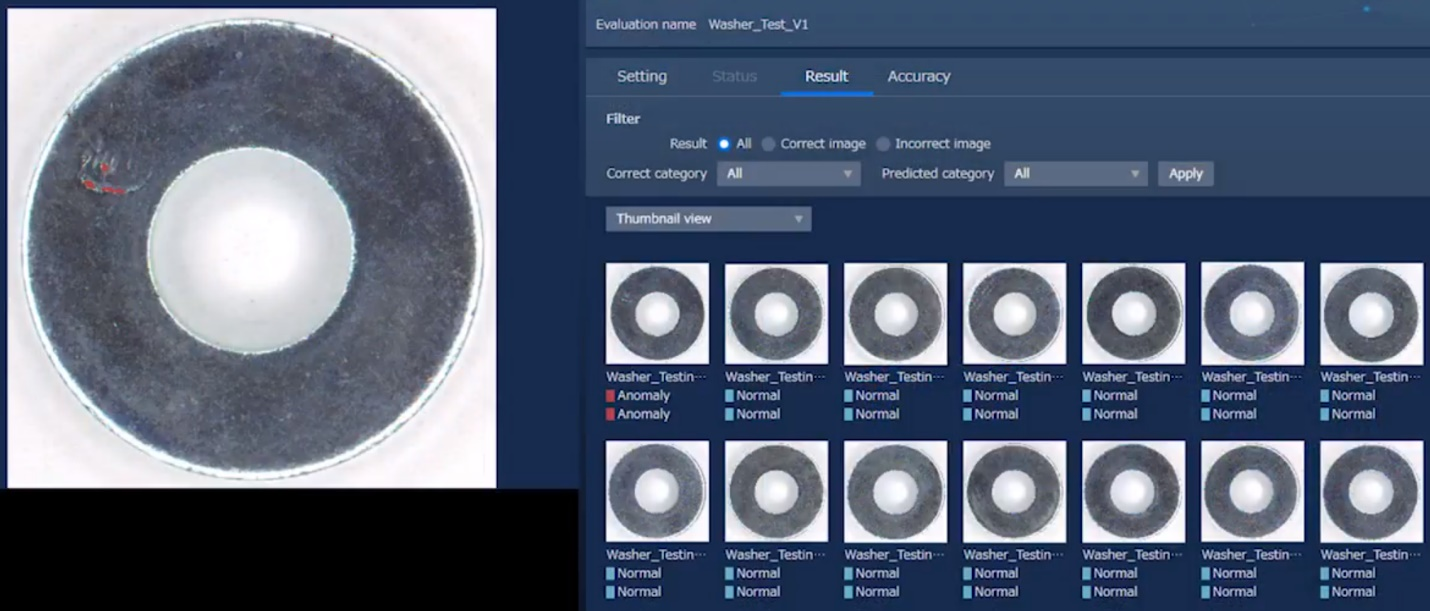 Evaluation name Washer_Test_V1
Setting Status Result Accuracy
Filter
Result All Correct image Incorrect image
Correct category All Predicted category All Apply
Thumbnail view
Washer_Testin··· Washer_Testin··· Washer_Testin··· Washer_Testin··· Washer_Testin··· Washer_Testin··· Washer_Testin···
Anomaly Normal Normal Normal Normal Normal Normal
Anomaly Normal Normal Normal Normal Normal Normal
Washer_Testin··· Washer_Testin··· Washer_Testin··· Washer_Testin··· Washer_Testin··· Washer_Testin··· Washer_Testin···
Normal Normal Normal Normal Normal Normal Normal
Normal Normal Normal Normal Normal Normal Normal